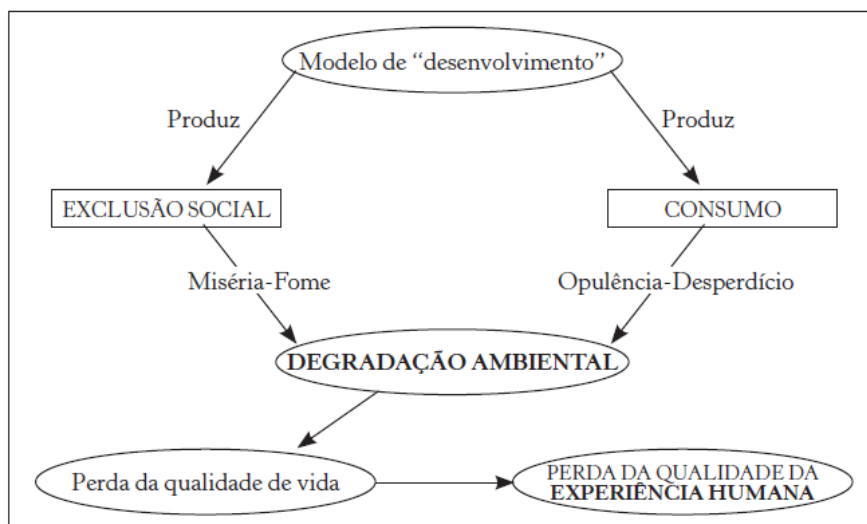 Modelo de “desenvolvimento”
Produz
Produz
EXCLUSÃO SOCIAL
CONSUMO
Miséria-Fome
Opulência-Desperdício
DEGRADAÇÃO AMBIENTAL
Perda da qualidade de vida
PERDA DA QUALIDADE DA
EXPERIÊNCIA HUMANA